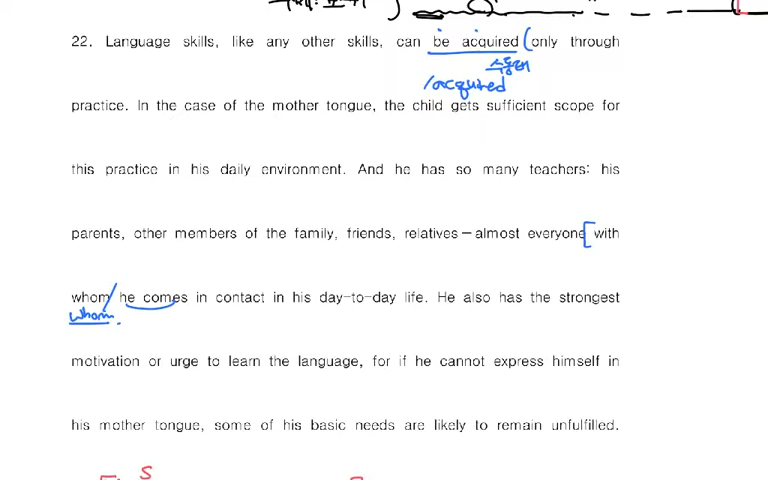 22. Language skills, like any other skills, can be acquired (only through
수동태
/acquired
practice. In the case of the mother tongue, the child gets sufficient scope for
this practice in his daily environment. And he has so many teachers: his
parents, other members of the family, friends, relatives—almost everyone[with
whom/he comes in contact in his day-to-day life. He also has the strongest
whom.
motivation or urge to learn the language, for if he cannot express himself in
his mother tongue, some of his basic needs are likely to remain unfulfilled.
S